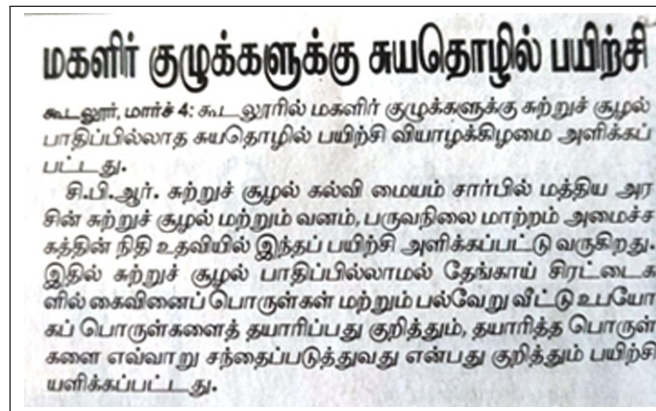 மகளிர் குழுக்களுக்கு சுயதொழில் பயிற்சி
கூடலூர், மார்ச் 4: கூடலூரில் மகளிர் குழுக்களுக்கு சுற்றுச் சூழல்
பாதிப்பில்லாத சுயதொழில் பயிற்சி வியாழக்கிழமை அளிக்கப்
பட்டது.
சி.பி.ஆர். சுற்றுச் சூழல் கல்வி மையம் சார்பில் மத்திய அர
சின் சுற்றுச் சூழல் மற்றும் வனம், பருவநிலை மாற்றம் அமைச்ச
கத்தின் நிதி உதவியில் இந்தப் பயிற்சி அளிக்கப்பட்டு வருகிறது.
இதில் சுற்றுச் சூழல் பாதிப்பில்லாமல் தேங்காய் சிரட்டைக
ளில் கைவினைப் பொருள்கள் மற்றும் பல்வேறு வீட்டு உபயோ
கப் பொருள்களைத் தயாரிப்பது குறித்தும், தயாரித்த பொருள்
களை எவ்வாறு சந்தைப்படுத்துவது என்பது குறித்தும் பயிற்சி
யளிக்கப்பட்டது.